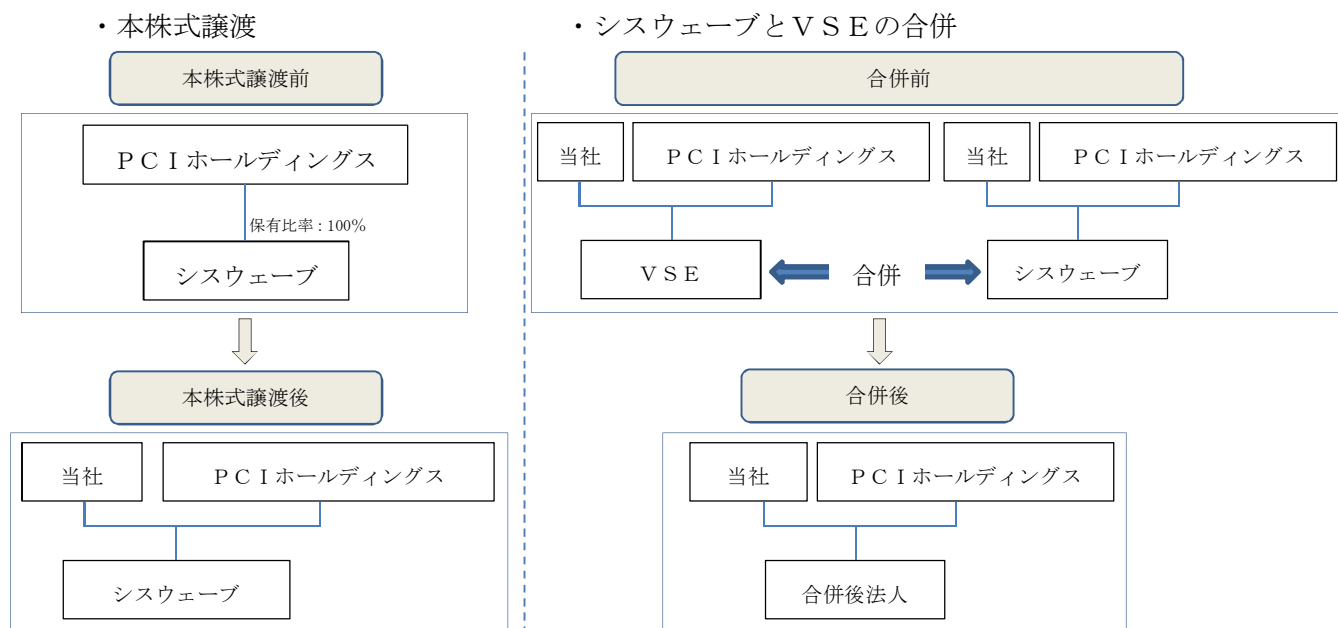 ・本株式譲渡
本株式譲渡前
ＰＣＩホールディングス
保有比率：100％
シスウェーブ
本株式譲渡後
当社
ＰＣＩホールディングス
シスウェーブ
・シスウェーブとＶＳＥの合併
合併前
当社
ＰＣＩホールディングス
当社
ＰＣＩホールディングス
ＶＳＥ
合併
シスウェーブ
合併後
当社
ＰＣＩホールディングス
合併後法人